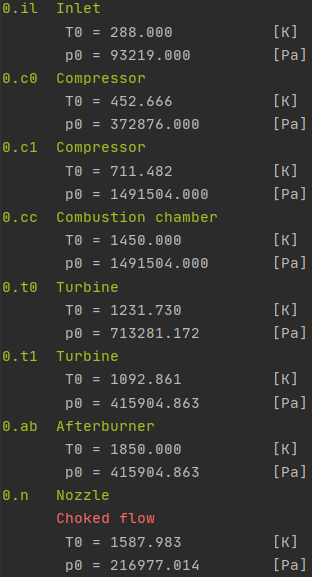 0.il  Inlet
T0 = 288.000 [K]
p0 = 93219.000 [Pa]
0.c0  Compressor
T0 = 452.666 [K]
p0 = 372876.000 [Pa]
0.c1  Compressor
T0 = 711.482 [K]
p0 = 1491504.000 [Pa]
0.cc  Combustion chamber
T0 = 1450.000 [K]
p0 = 1491504.000 [Pa]
0.t0  Turbine
T0 = 1231.730 [K]
p0 = 713281.172 [Pa]
0.t1  Turbine
T0 = 1092.861 [K]
p0 = 415904.863 [Pa]
0.ab  Afterburner
T0 = 1850.000 [K]
p0 = 415904.863 [Pa]
0.n   Nozzle
Choked flow
T0 = 1587.983 [K]
p0 = 216977.014 [Pa]